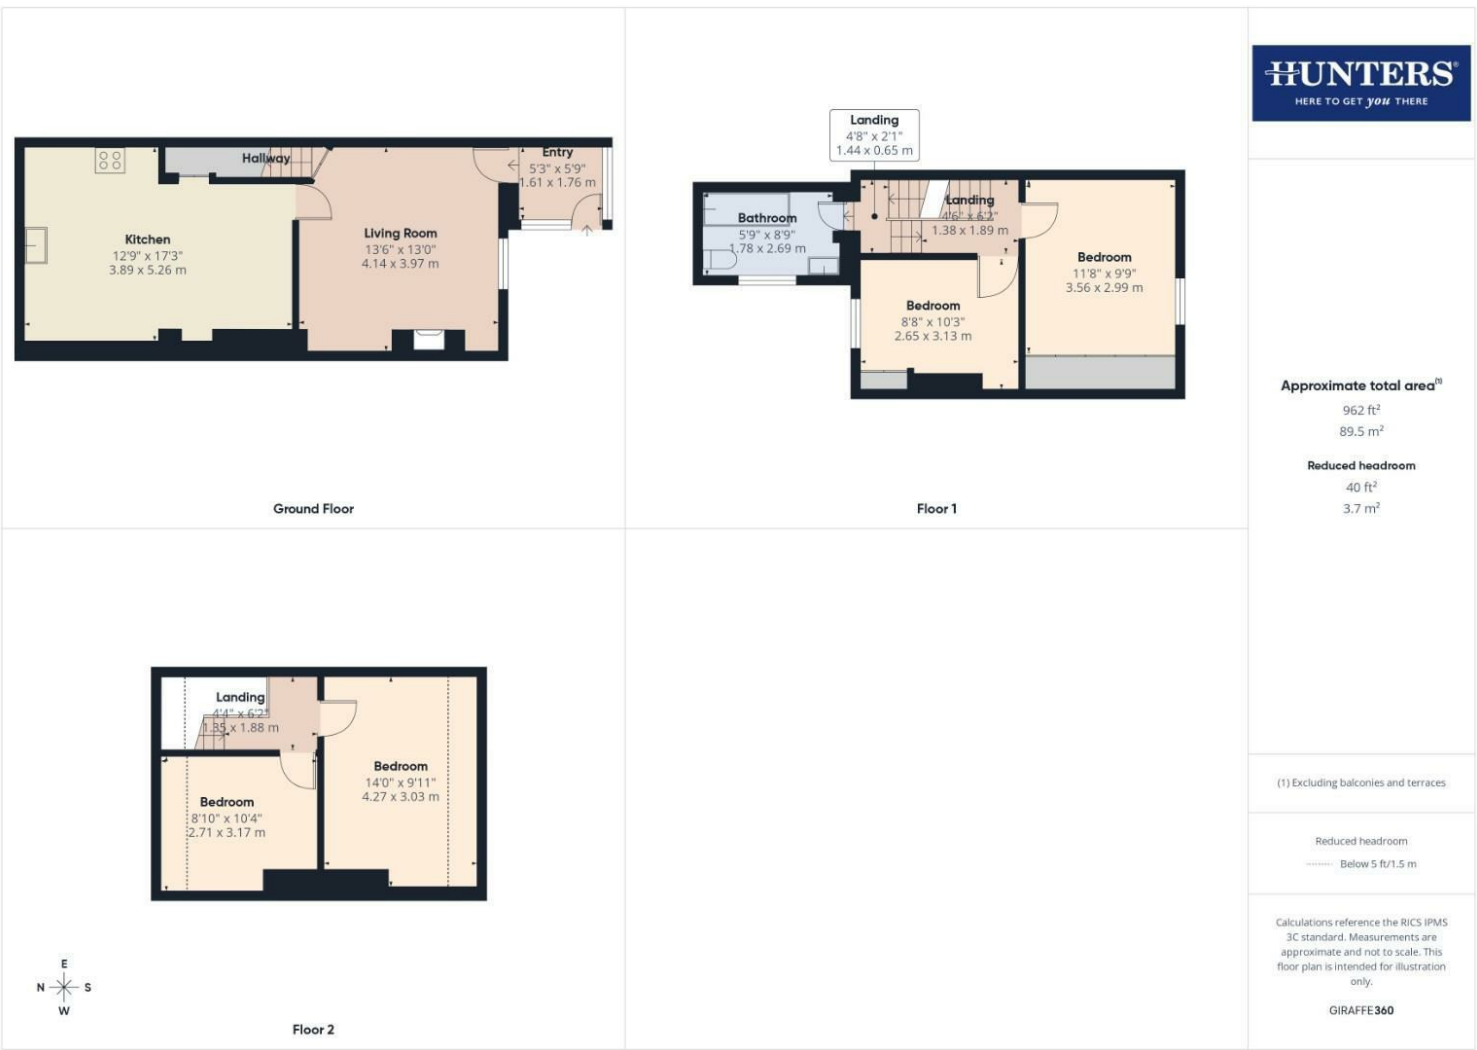 Hallway
Entry
5'3" x 5'9"
1.61 x 1.76 m
Kitchen
12'9" x 17'3"
3.89 x 5.26 m
Living Room
13'6" x 13'0"
4.14 x 3.97 m
Ground Floor
Landing
4'8" x 2'1"
1.44 x 0.65 m
Landing
4'6" x 6'2"
1.38 x 1.89 m
Bathroom
5'9" x 8'9"
1.78 x 2.69 m
Bedroom
11'8" x 9'9"
3.56 x 2.99 m
Bedroom
8'8" x 10'3"
2.65 x 3.13 m
Floor 1
Landing
4'4" x 6'2"
1.35 x 1.88 m
Bedroom
14'0" x 9'11"
4.27 x 3.03 m
Bedroom
8'10" x 10'4"
2.71 x 3.17 m
E
N S
W
Floor 2
HUNTERS®
HERE TO GET you THERE
Approximate total area(1)
962 ft²
89.5 m²
Reduced headroom
40 ft²
3.7 m²
(1) Excluding balconies and terraces
Reduced headroom
Below 5 ft/1.5 m
Calculations reference the RICS IPMS
3C standard. Measurements are
approximate and not to scale. This
floor plan is intended for illustration
only.
GIRAFFE360